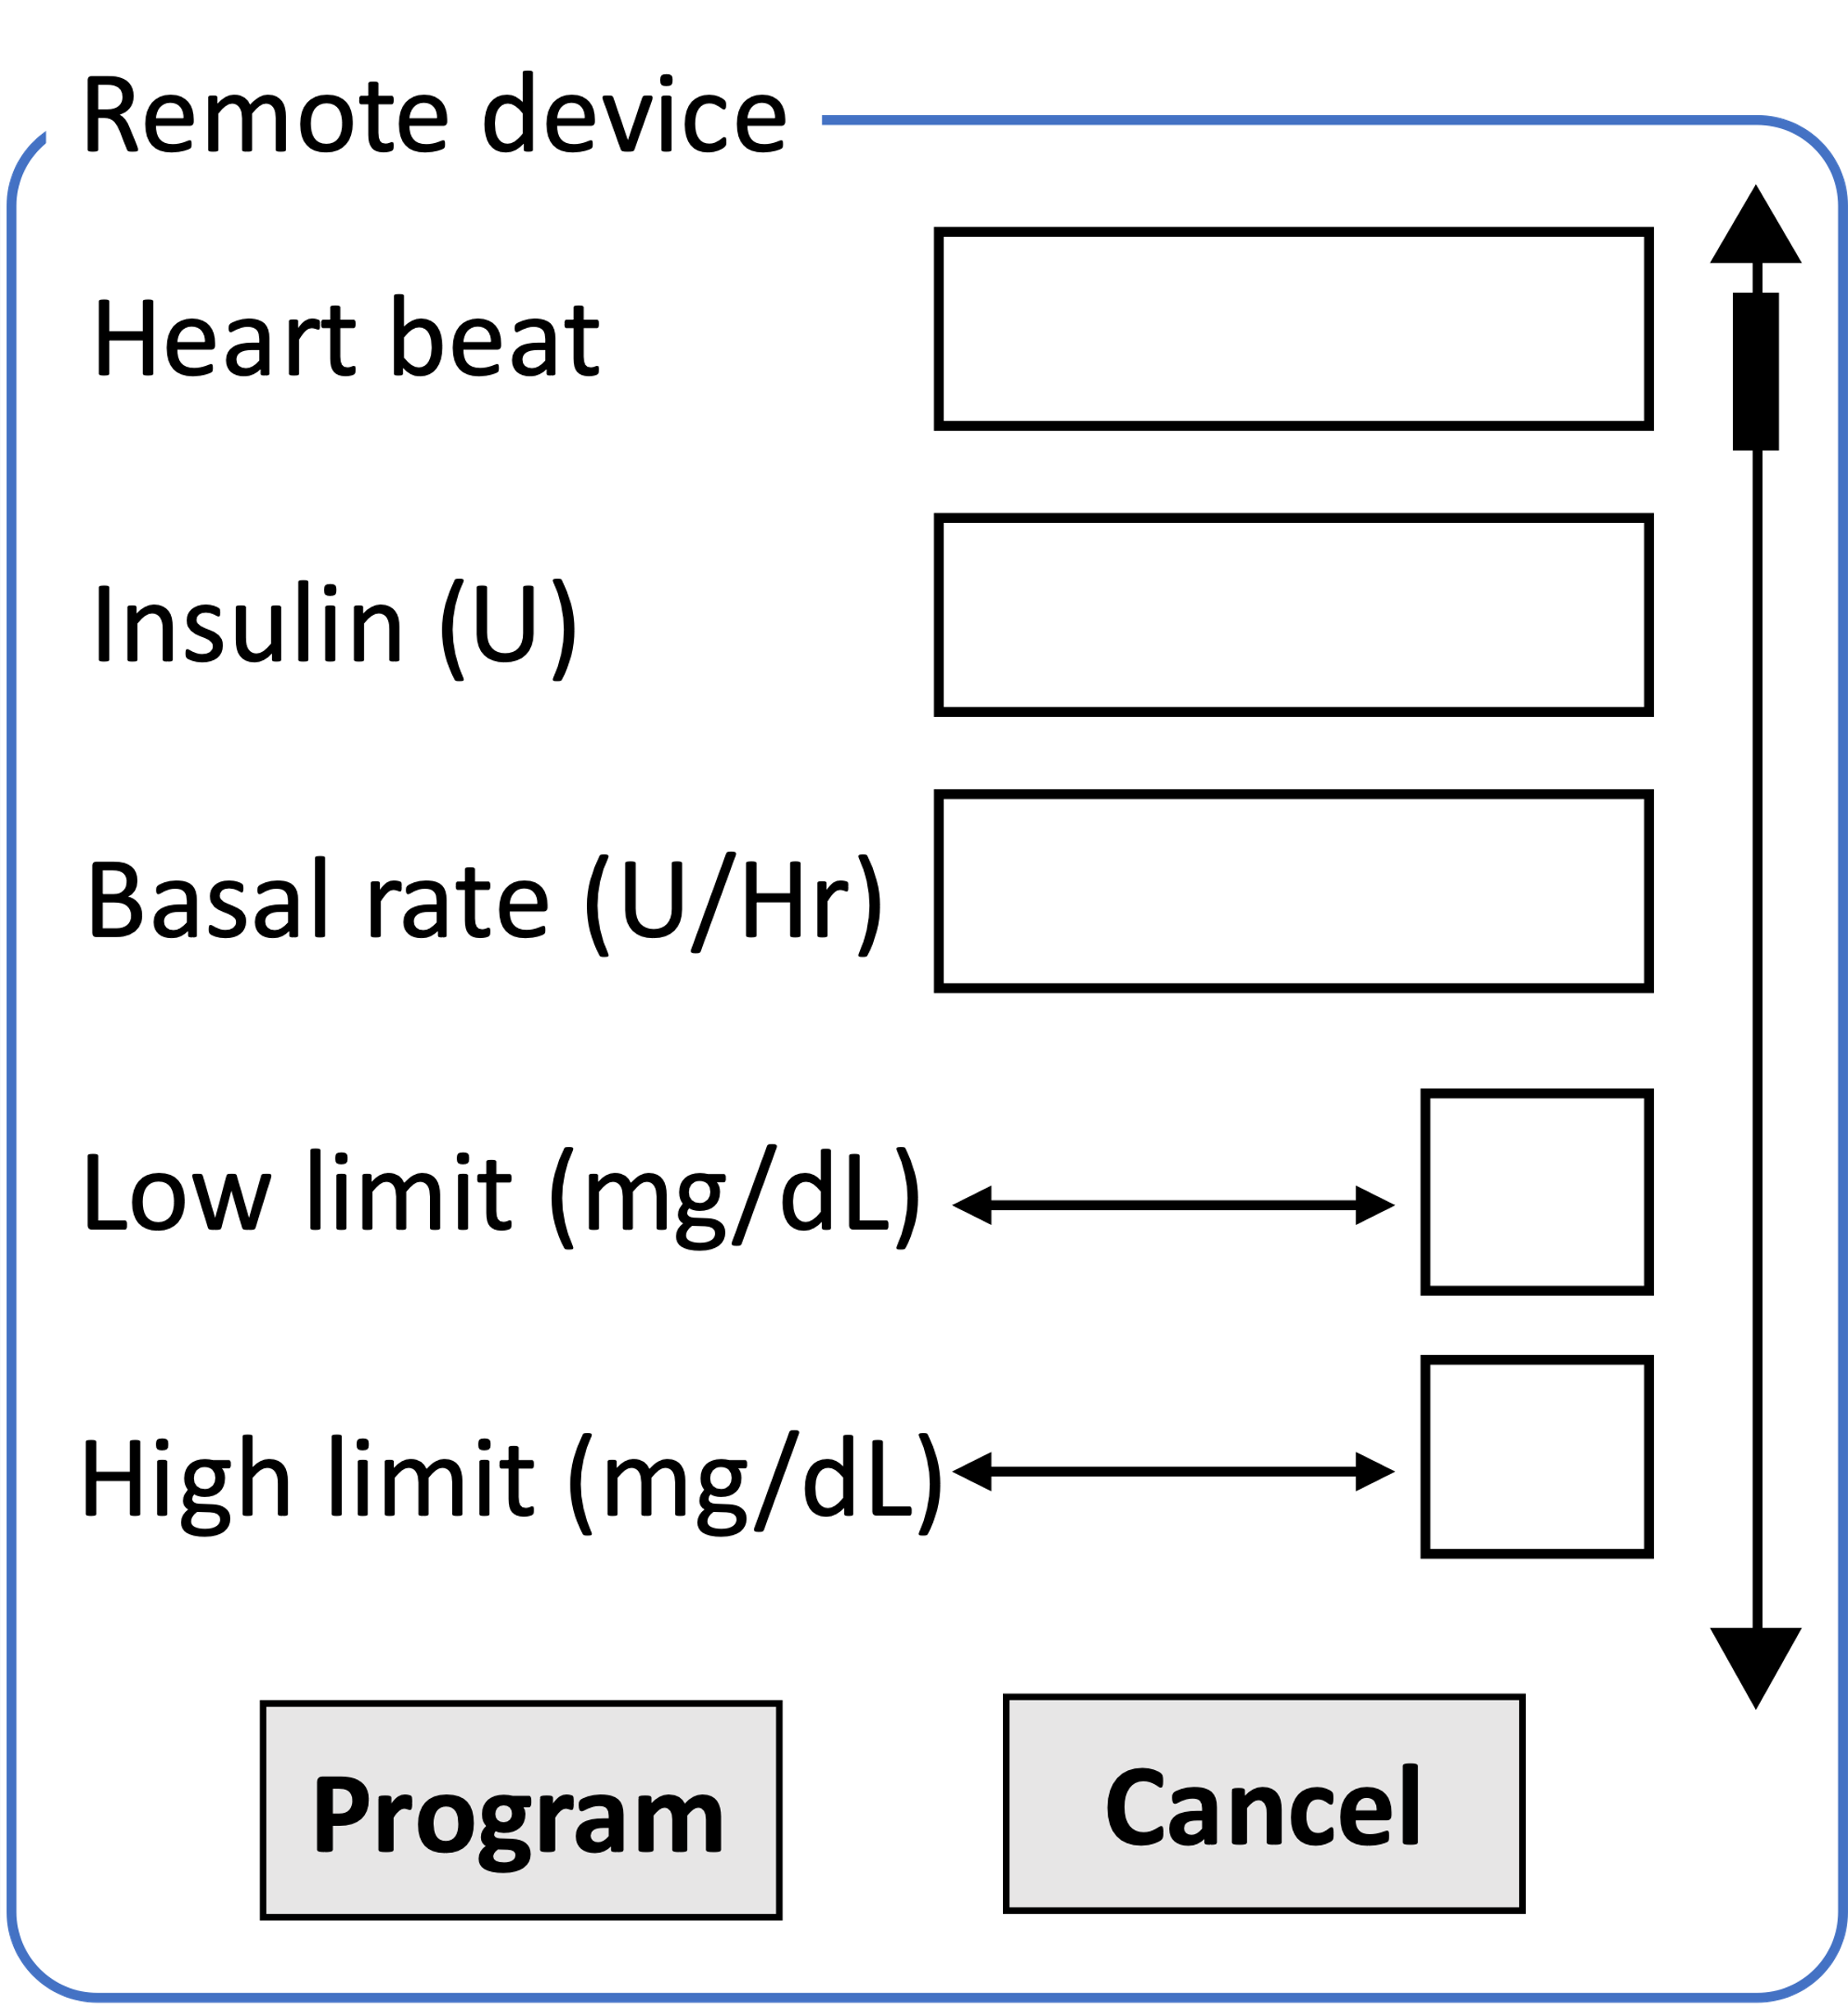 Remote device
Heart beat
Insulin (U)
Basal rate (U/Hr)
Low limit (mg/dL)
High limit (mg/dL)
Program
Cancel